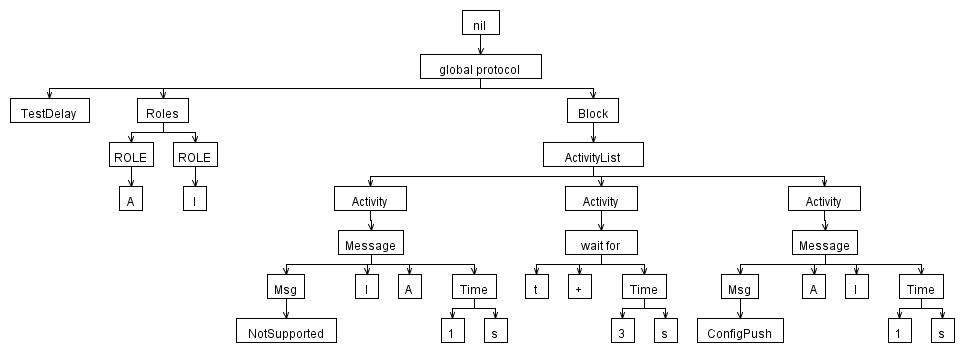 nil
global protocol
TestDelay Roles Block
ROLE ROLE ActivityList
A I Activity Activity Activity
Message wait for Message
Msg I A Time t + Time Msg A I Time
NotSupported 1 s 3 s ConfigPush 1 s